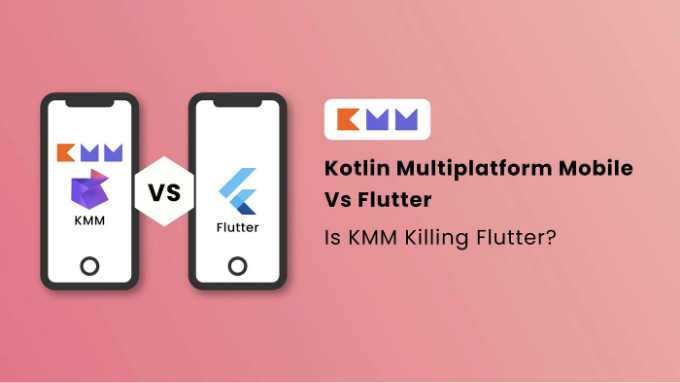 KMM
KMM
VS
Flutter
KMM
Kotlin Multiplatform Mobile
Vs Flutter
Is KMM Killing Flutter?